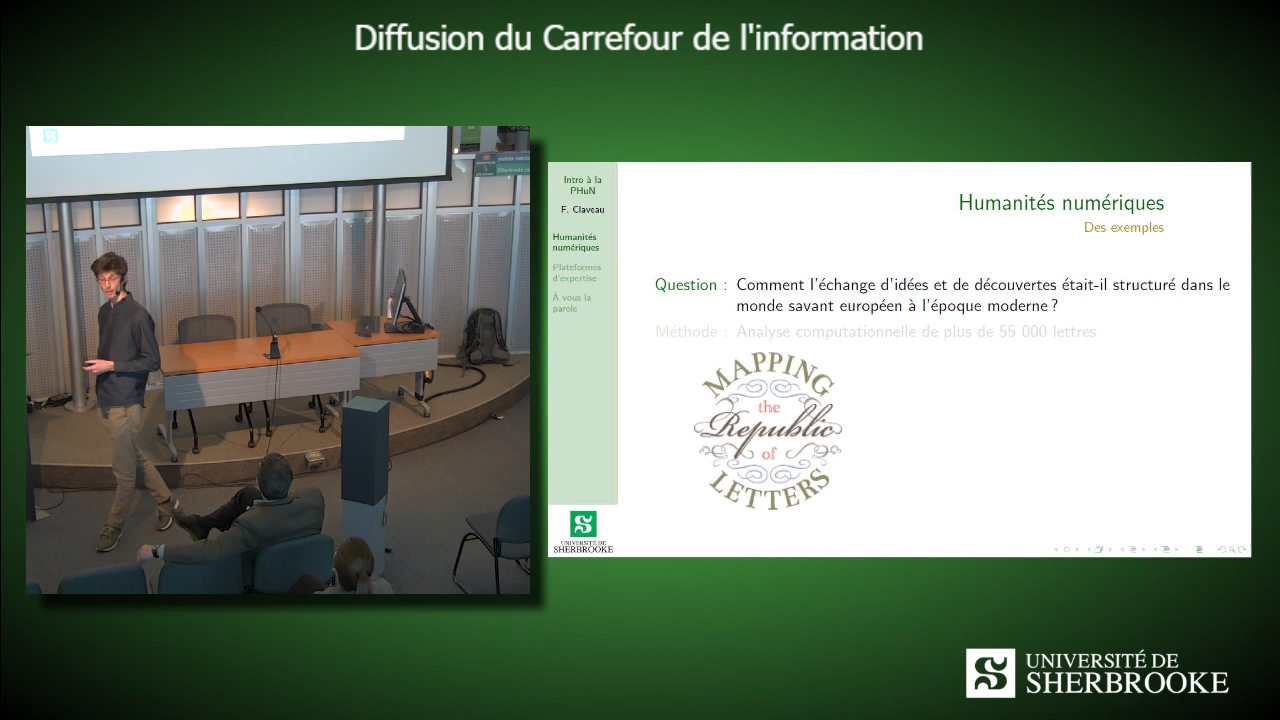 Diffusion du Carrefour de l'information
Intro à la
PHuN
F. Claveau
Humanités
numériques
Plateformes
d'expertise
À vous la
parole
UNIVERSITÉ DE
SHERBROOKE
Humanités numériques
Des exemples
Question : Comment l'échange d'idées et de découvertes était-il structuré dans le
monde savant européen à l'époque moderne ?
Méthode : Analyse computationnelle de plus de 55 000 lettres
MAPPING
the
Republic
of
LETTERS
UNIVERSITÉ DE
SHERBROOKE